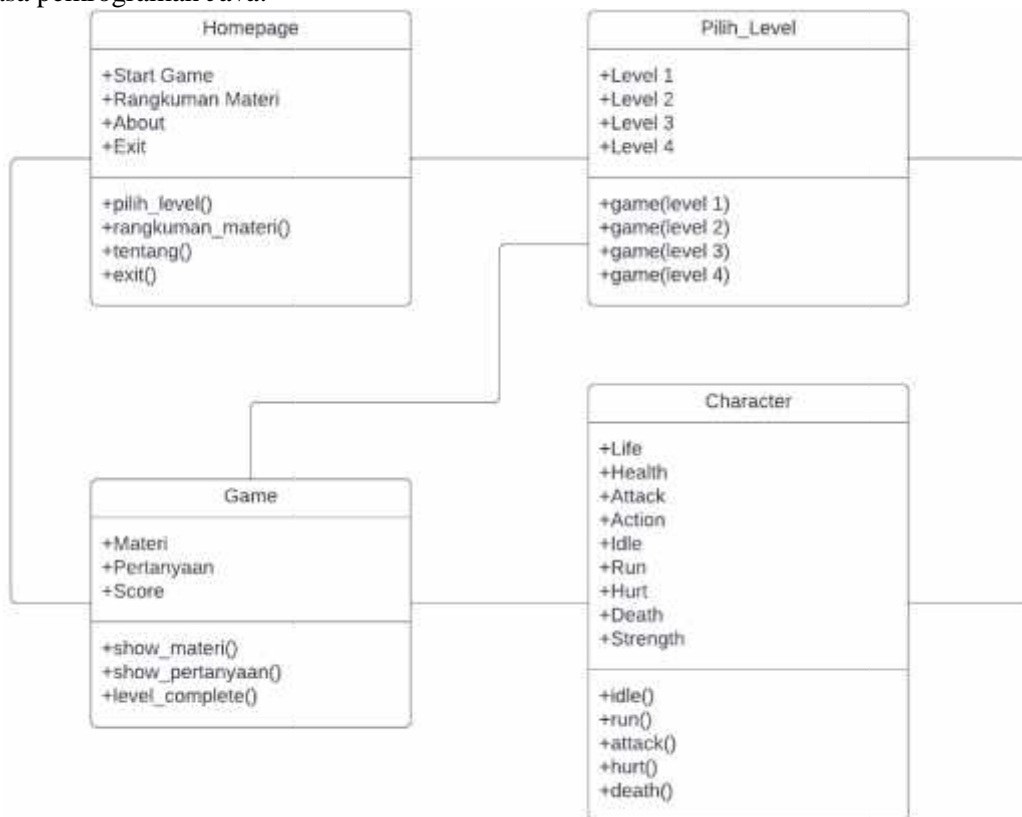 pemrograman Java.
Homepage
+Start Game
+Rangkuman Materi
+About
+Exit
+pilih_level()
+rangkuman_materi()
+tentang()
+exit()
Pilih_Level
+Level 1
+Level 2
+Level 3
+Level 4
+game(level 1)
+game(level 2)
+game(level 3)
+game(level 4)
Game
+Materi
+Pertanyaan
+Score
+show_materi()
+show_pertanyaan()
+level_complete()
Character
+Life
+Health
+Attack
+Action
+Idle
+Run
+Hurt
+Death
+Strength
+idle()
+run()
+attack()
+hurt()
+death()